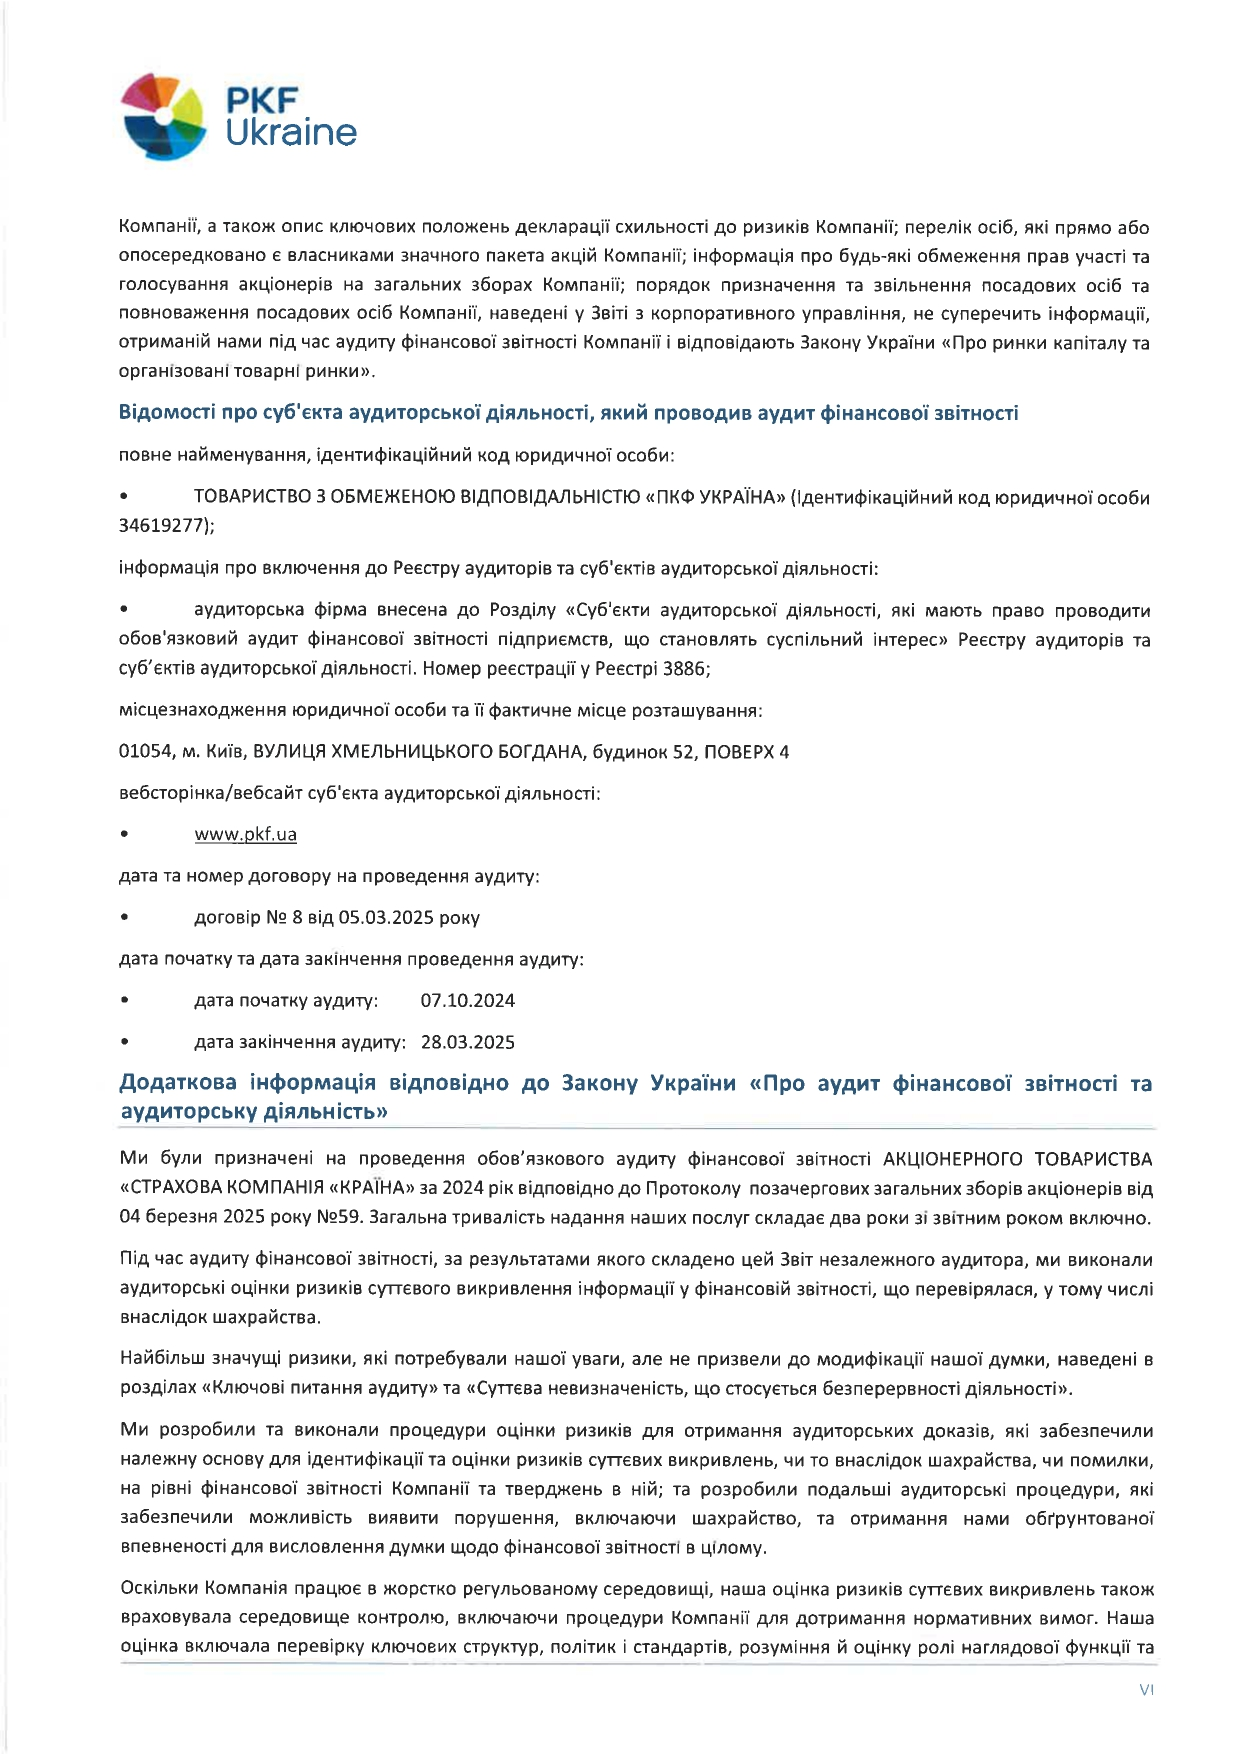 PKF
Ukraine
Компанії, а також опис ключових положень декларації схильності до ризиків Компанії; перелік осіб, які прямо або
опосередковано є власниками значного пакета акцій Компанії; інформація про будь-які обмеження прав участі та
голосування акціонерів на загальних зборах Компанії; порядок призначення та звільнення посадових осіб та
повноваження посадових осіб Компанії, наведені у Звіті з корпоративного управління, не суперечить інформації,
отриманій нами під час аудиту фінансової звітності Компанії і відповідають Закону України «Про ринки капіталу та
організовані товарні ринки».
Відомості про суб'єкта аудиторської діяльності, який проводив аудит фінансової звітності
повне найменування, ідентифікаційний код юридичної особи:
• ТОВАРИСТВО З ОБМЕЖЕНОЮ ВІДПОВІДАЛЬНІСТЮ «ПКФ УКРАЇНА» (Ідентифікаційний код юридичної особи
34619277);
інформація про включення до Реєстру аудиторів та суб'єктів аудиторської діяльності:
• аудиторська фірма внесена до Розділу «Суб'єкти аудиторської діяльності, які мають право проводити
обов'язковий аудит фінансової звітності підприємств, що становлять суспільний інтерес» Реєстру аудиторів та
суб’єктів аудиторської діяльності. Номер реєстрації у Реєстрі 3886;
місцезнаходження юридичної особи та її фактичне місце розташування:
01054, м. Київ, ВУЛИЦЯ ХМЕЛЬНИЦЬКОГО БОГДАНА, будинок 52, ПОВЕРХ 4
вебсторінка/вебсайт суб'єкта аудиторської діяльності:
• www.pkf.ua
дата та номер договору на проведення аудиту:
• договір № 8 від 05.03.2025 року
дата початку та дата закінчення проведення аудиту:
• дата початку аудиту: 07.10.2024
• дата закінчення аудиту: 28.03.2025
Додаткова інформація відповідно до Закону України «Про аудит фінансової звітності та
аудиторську діяльність»
Ми були призначені на проведення обов’язкового аудиту фінансової звітності АКЦІОНЕРНОГО ТОВАРИСТВА
«СТРАХОВА КОМПАНІЯ «КРАЇНА» за 2024 рік відповідно до Протоколу позачергових загальних зборів акціонерів від
04 березня 2025 року №59. Загальна тривалість надання наших послуг складає два роки зі звітним роком включно.
Під час аудиту фінансової звітності, за результатами якого складено цей Звіт незалежного аудитора, ми виконали
аудиторські оцінки ризиків суттєвого викривлення інформації у фінансовій звітності, що перевірялася, у тому числі
внаслідок шахрайства.
Найбільш значущі ризики, які потребували нашої уваги, але не призвели до модифікації нашої думки, наведені в
розділах «Ключові питання аудиту» та «Суттєва невизначеність, що стосується безперервності діяльності».
Ми розробили та виконали процедури оцінки ризиків для отримання аудиторських доказів, які забезпечили
належну основу для ідентифікації та оцінки ризиків суттєвих викривлень, чи то внаслідок шахрайства, чи помилки,
на рівні фінансової звітності Компанії та тверджень в ній; та розробили подальші аудиторські процедури, які
забезпечили можливість виявити порушення, включаючи шахрайство, та отримання нами обґрунтованої
впевненості для висловлення думки щодо фінансової звітності в цілому.
Оскільки Компанія працює в жорстко регульованому середовищі, наша оцінка ризиків суттєвих викривлень також
враховувала середовище контролю, включаючи процедури Компанії для дотримання нормативних вимог. Наша
оцінка включала перевірку ключових структур, політик і стандартів, розуміння й оцінку ролі наглядової функції та
VI